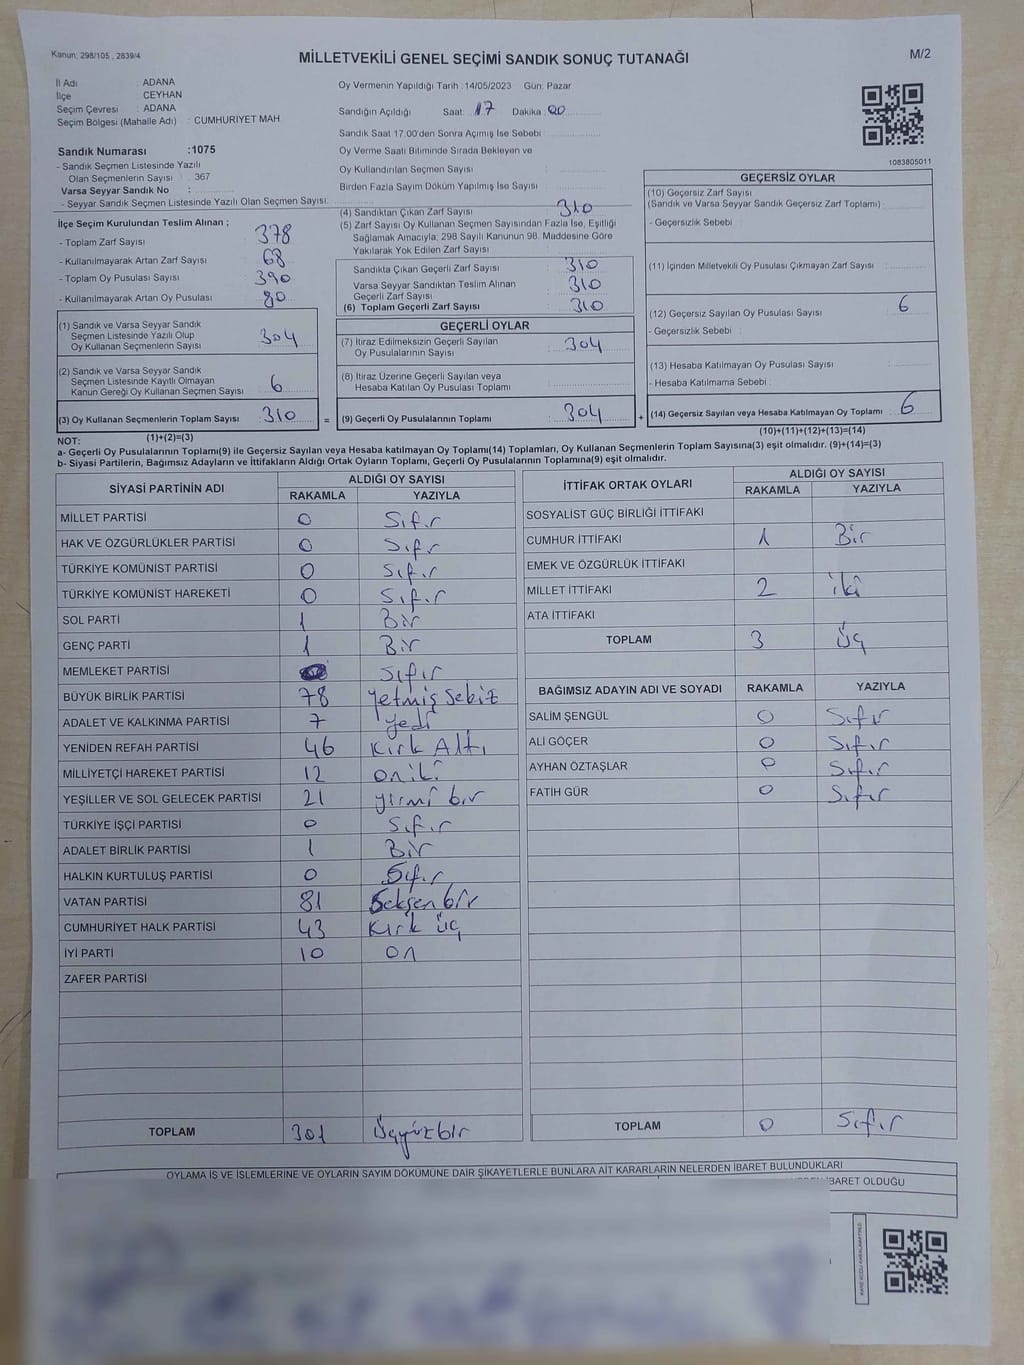 Kanun: 298/105 , 2839/4
MİLLETVEKİLİ GENEL SEÇİMİ SANDIK SONUÇ TUTANAĞI
M/2
İl Adı : ADANA
İlçe : CEYHAN
Seçim Çevresi : ADANA
Seçim Bölgesi (Mahalle Adı) : CUMHURİYET MAH
Oy Vermenin Yapıldığı Tarih : 14/05/2023 Gün: Pazar
Sandığın Açıldığı Saat: 17 Dakika: 00
Sandık Saat 17:00'den Sonra Açımış İse Sebebi :
Sandık Numarası :1075
- Sandık Seçmen Listesinde Yazılı
Olan Seçmenlerin Sayısı : 367
Varsa Seyyar Sandık No :
- Seyyar Sandık Seçmen Listesinde Yazılı Olan Seçmen Sayısı:
Oy Verme Saati Bitiminde Sırada Bekleyen ve
Oy Kullandırılan Seçmen Sayısı :
Birden Fazla Sayım Döküm Yapılmış İse Sayısı :
1083805011
İlçe Seçim Kurulundan Teslim Alınan ;
- Toplam Zarf Sayısı : 378
- Kullanılmayarak Artan Zarf Sayısı : 68
- Toplam Oy Pusulası Sayısı : 390
- Kullanılmayarak Artan Oy Pusulası : 80
(4) Sandıktan Çıkan Zarf Sayısı : 310
(5) Zarf Sayısı Oy Kullanan Seçmen Sayısından Fazla İse, Eşitliği
Sağlamak Amacıyla, 298 Sayılı Kanunun 98. Maddesine Göre
Yakılarak Yok Edilen Zarf Sayısı :
Sandıkta Çıkan Geçerli Zarf Sayısı : 310
Varsa Seyyar Sandıktan Teslim Alınan
Geçerli Zarf Sayısı : 310
(6) Toplam Geçerli Zarf Sayısı : 310
GEÇERSİZ OYLAR
(10) Geçersiz Zarf Sayısı
(Sandık ve Varsa Seyyar Sandık Geçersiz Zarf Toplamı) :
- Geçersizlik Sebebi :
(11) İçinden Milletvekili Oy Pusulası Çıkmayan Zarf Sayısı :
(12) Geçersiz Sayılan Oy Pusulası Sayısı : 6
- Geçersizlik Sebebi :
(13) Hesaba Katılmayan Oy Pusulası Sayısı :
- Hesaba Katılmama Sebebi :
(14) Geçersiz Sayılan veya Hesaba Katılmayan Oy Toplamı : 6
(10)+(11)+(12)+(13)=(14)
(1) Sandık ve Varsa Seyyar Sandık
Seçmen Listesinde Yazılı Olup
Oy Kullanan Seçmenlerin Sayısı : 304
(2) Sandık ve Varsa Seyyar Sandık
Seçmen Listesinde Kayıtlı Olmayan
Kanun Gereği Oy Kullanan Seçmen Sayısı : 6
(3) Oy Kullanan Seçmenlerin Toplam Sayısı : 310 =
(1)+(2)=(3)
GEÇERLİ OYLAR
(7) İtiraz Edilmeksizin Geçerli Sayılan
Oy Pusulalarının Sayısı : 304
(8) İtiraz Üzerine Geçerli Sayılan veya
Hesaba Katılan Oy Pusulası Toplamı :
(9) Geçerli Oy Pusulalarının Toplamı : 304 +
NOT:
a- Geçerli Oy Pusulalarının Toplamı(9) ile Geçersiz Sayılan veya Hesaba katılmayan Oy Toplamı(14) Toplamları, Oy Kullanan Seçmenlerin Toplam Sayısına(3) eşit olmalıdır. (9)+(14)=(3)
b- Siyasi Partilerin, Bağımsız Adayların ve İttifakların Aldığı Ortak Oyların Toplamı, Geçerli Oy Pusulalarının Toplamına(9) eşit olmalıdır.
SİYASİ PARTİNİN ADI ALDIĞI OY SAYISI
RAKAMLA YAZIYLA
MİLLET PARTİSİ 0 Sıfır
HAK VE ÖZGÜRLÜKLER PARTİSİ 0 Sıfır
TÜRKİYE KOMÜNİST PARTİSİ 0 Sıfır
TÜRKİYE KOMÜNİST HAREKETİ 0 Sıfır
SOL PARTİ 1 Bir
GENÇ PARTİ 1 Bir
MEMLEKET PARTİSİ Sıfır
BÜYÜK BİRLİK PARTİSİ 78 Yetmiş Sekiz
ADALET VE KALKINMA PARTİSİ 7 Yedi
YENİDEN REFAH PARTİSİ 46 Kırk Altı
MİLLİYETÇİ HAREKET PARTİSİ 12 oniki
YEŞİLLER VE SOL GELECEK PARTİSİ 21 yirmi bir
TÜRKİYE İŞÇİ PARTİSİ 0 Sıfır
ADALET BİRLİK PARTİSİ 1 Bir
HALKIN KURTULUŞ PARTİSİ 0 Sıfır
VATAN PARTİSİ 81 Seksen bir
CUMHURİYET HALK PARTİSİ 43 Kırk üç
İYİ PARTİ 10 on
ZAFER PARTİSİ
TOPLAM 301 Üçyüzbir
İTTİFAK ORTAK OYLARI ALDIĞI OY SAYISI
RAKAMLA YAZIYLA
SOSYALİST GÜÇ BİRLİĞİ İTTİFAKI
CUMHUR İTTİFAKI 1 Bir
EMEK VE ÖZGÜRLÜK İTTİFAKI
MİLLET İTTİFAKI 2 iki
ATA İTTİFAKI
TOPLAM 3 Üç
BAĞIMSIZ ADAYIN ADI VE SOYADI RAKAMLA YAZIYLA
SALİM ŞENGÜL 0 Sıfır
ALİ GÖÇER 0 Sıfır
AYHAN ÖZTAŞLAR 0 Sıfır
FATİH GÜR 0 Sıfır
TOPLAM 0 Sıfır
OYLAMA İŞ VE İŞLEMLERİNE VE OYLARIN SAYIM DÖKÜMÜNE DAİR ŞİKAYETLERLE BUNLARA AİT KARARLARIN NELERDEN İBARET BULUNDUKLARI
İBARET OLDUĞU